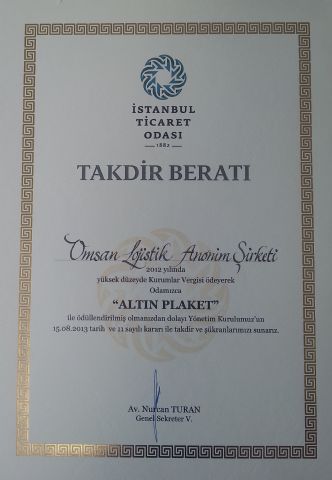 İSTANBUL
TİCARET
ODASI
1882
TAKDİR BERATI
Omsan Lojistik Anonim Şirketi
2012 yılında
yüksek düzeyde Kurumlar Vergisi ödeyerek
Odamızca
“ALTIN PLAKET”
ile ödüllendirilmiş olmanızdan dolayı Yönetim Kurulumuz'un
15.08.2013 tarih ve 11 sayılı kararı ile takdir ve şükranlarımızı sunarız.
Av. Nurcan TURAN
Genel Sekreter V.